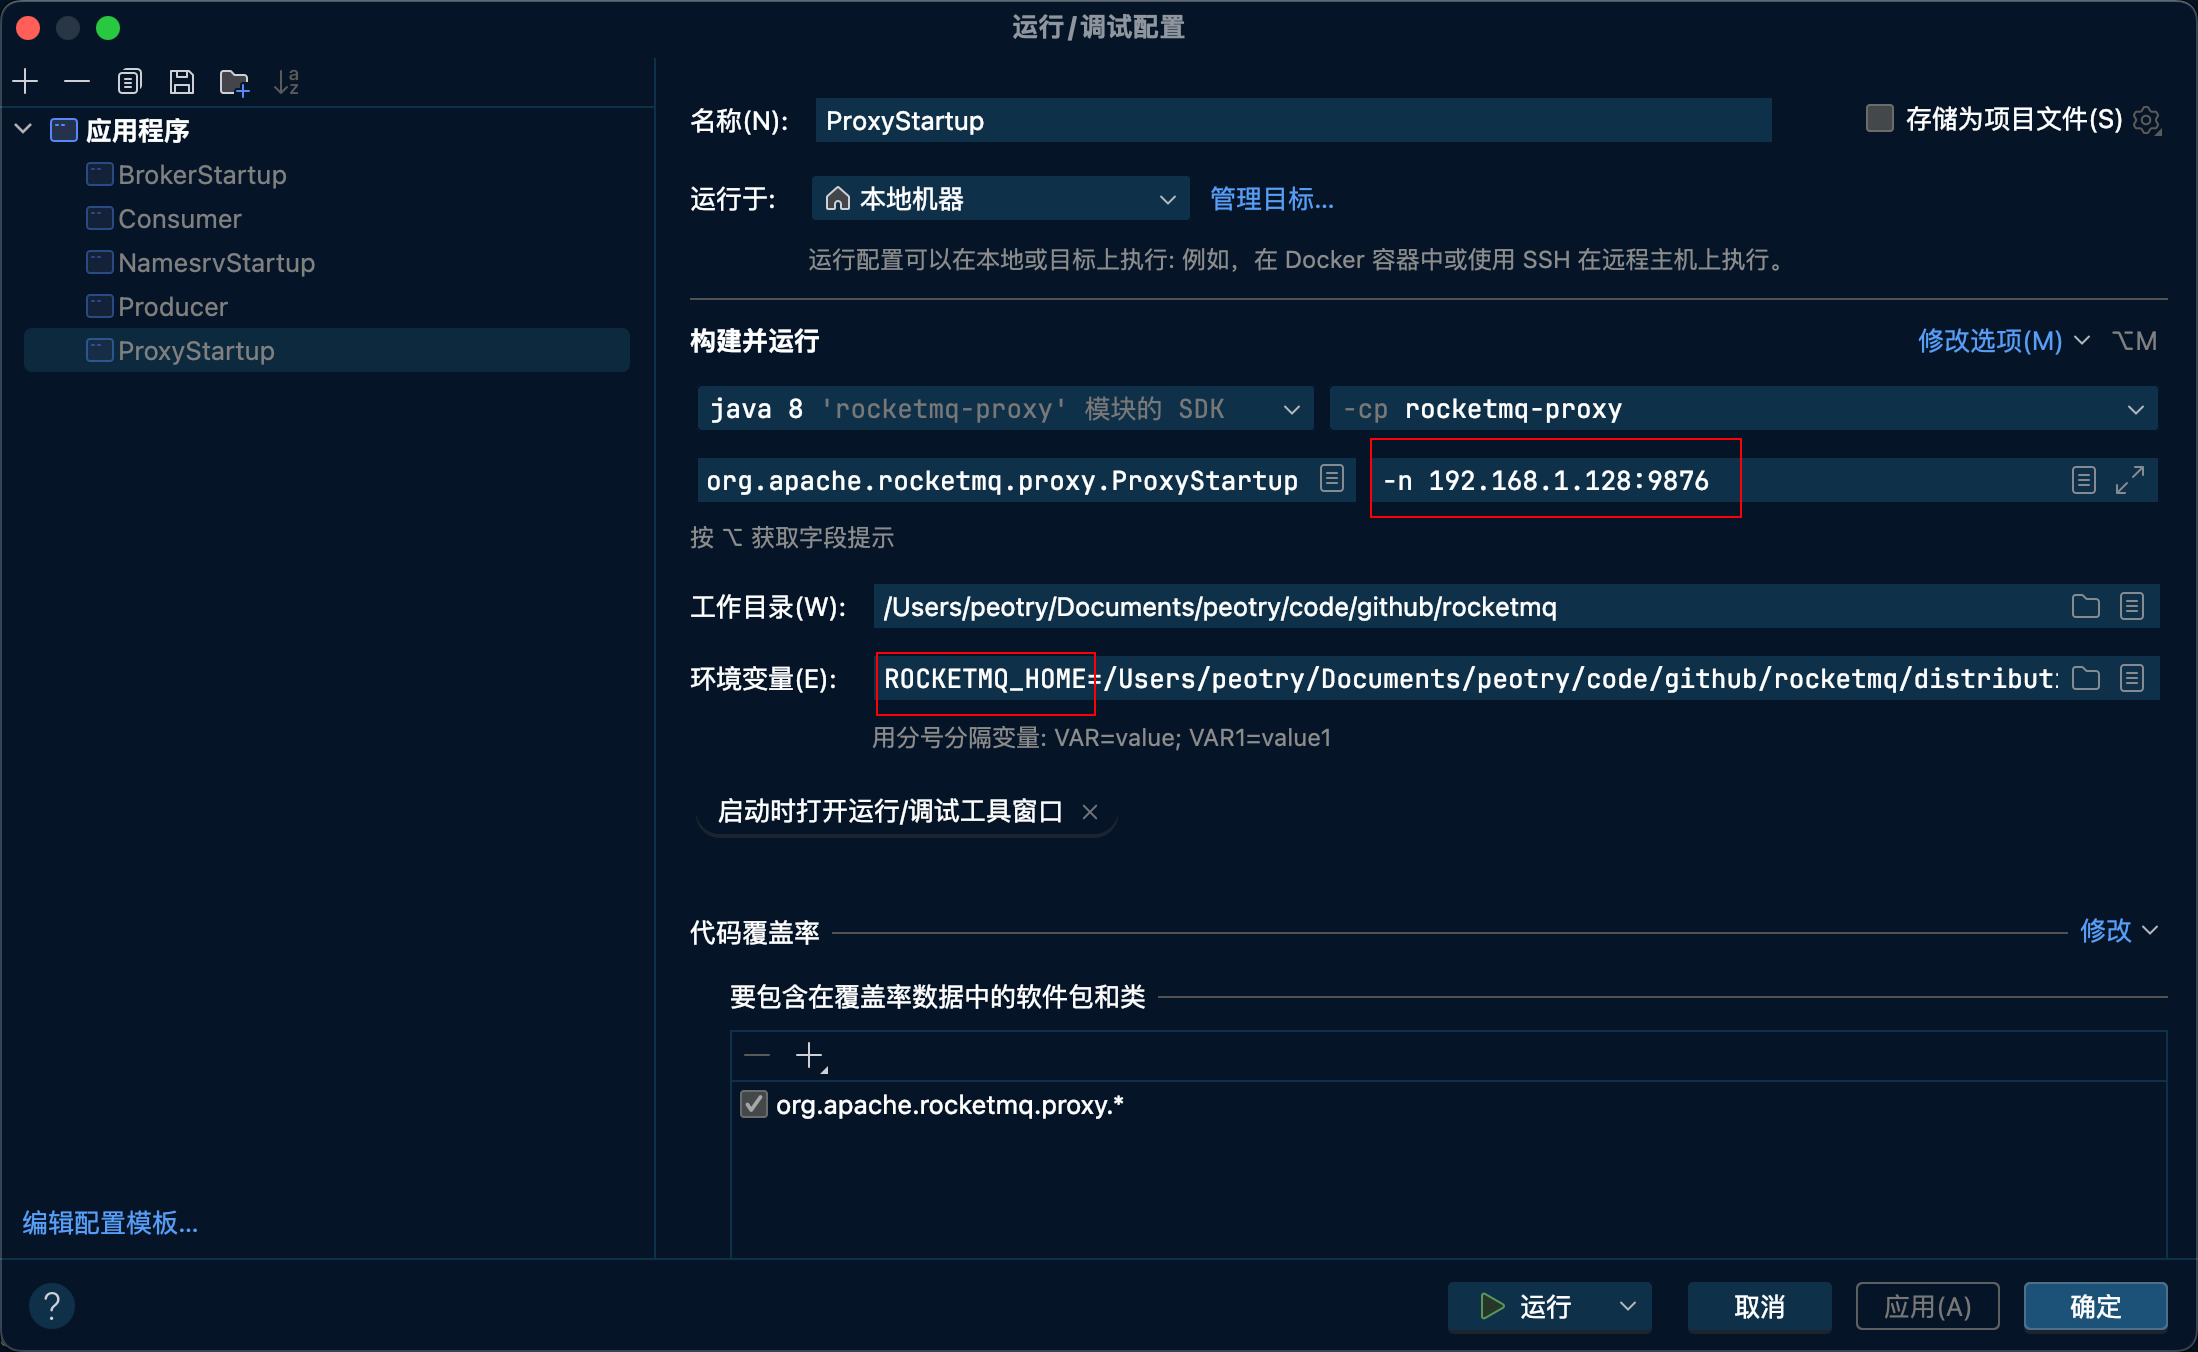 运行/调试配置
应用程序
BrokerStartup
Consumer
NamesrvStartup
Producer
ProxyStartup
编辑配置模板...
名称(N): ProxyStartup 存储为项目文件(S)
运行于: 本地机器 管理目标...
运行配置可以在本地或目标上执行: 例如，在 Docker 容器中或使用 SSH 在远程主机上执行。
构建并运行 修改选项(M) ⌥M
java 8 'rocketmq-proxy' 模块的 SDK -cp rocketmq-proxy
org.apache.rocketmq.proxy.ProxyStartup -n 192.168.1.128:9876
按 ⌥ 获取字段提示
工作目录(W): /Users/peotry/Documents/peotry/code/github/rocketmq
环境变量(E): ROCKETMQ_HOME=/Users/peotry/Documents/peotry/code/github/rocketmq/distribut
用分号分隔变量: VAR=value; VAR1=value1
启动时打开运行/调试工具窗口
代码覆盖率 修改
要包含在覆盖率数据中的软件包和类
org.apache.rocketmq.proxy.*
? 运行 取消 应用(A) 确定